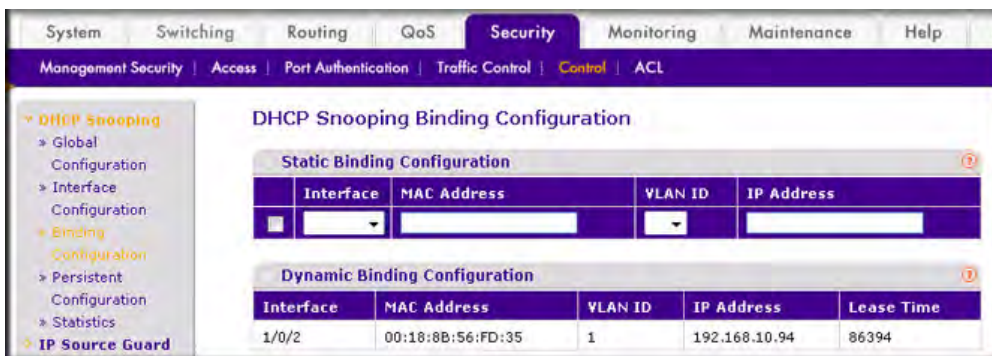 System Switching Routing QoS Security Monitoring Maintenance Help
Management Security | Access | Port Authentication | Traffic Control | Control | ACL
DHCP Snooping
» Global
Configuration
» Interface
Configuration
» Binding
Configuration
» Persistent
Configuration
» Statistics
IP Source Guard
DHCP Snooping Binding Configuration
Static Binding Configuration
Interface MAC Address VLAN ID IP Address
Dynamic Binding Configuration
Interface MAC Address VLAN ID IP Address Lease Time
1/0/2 00:18:8B:56:FD:35 1 192.168.10.94 86394